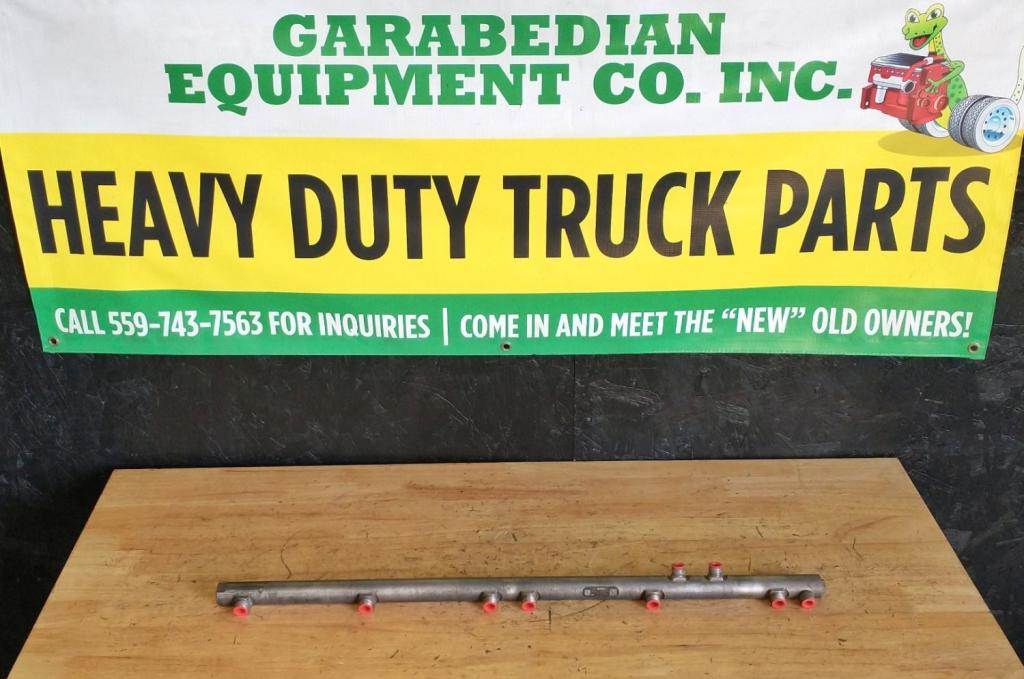 GARABEDIAN
EQUIPMENT CO. INC.
HEAVY DUTY TRUCK PARTS
CALL 559-743-7563 FOR INQUIRIES | COME IN AND MEET THE “NEW” OLD OWNERS!